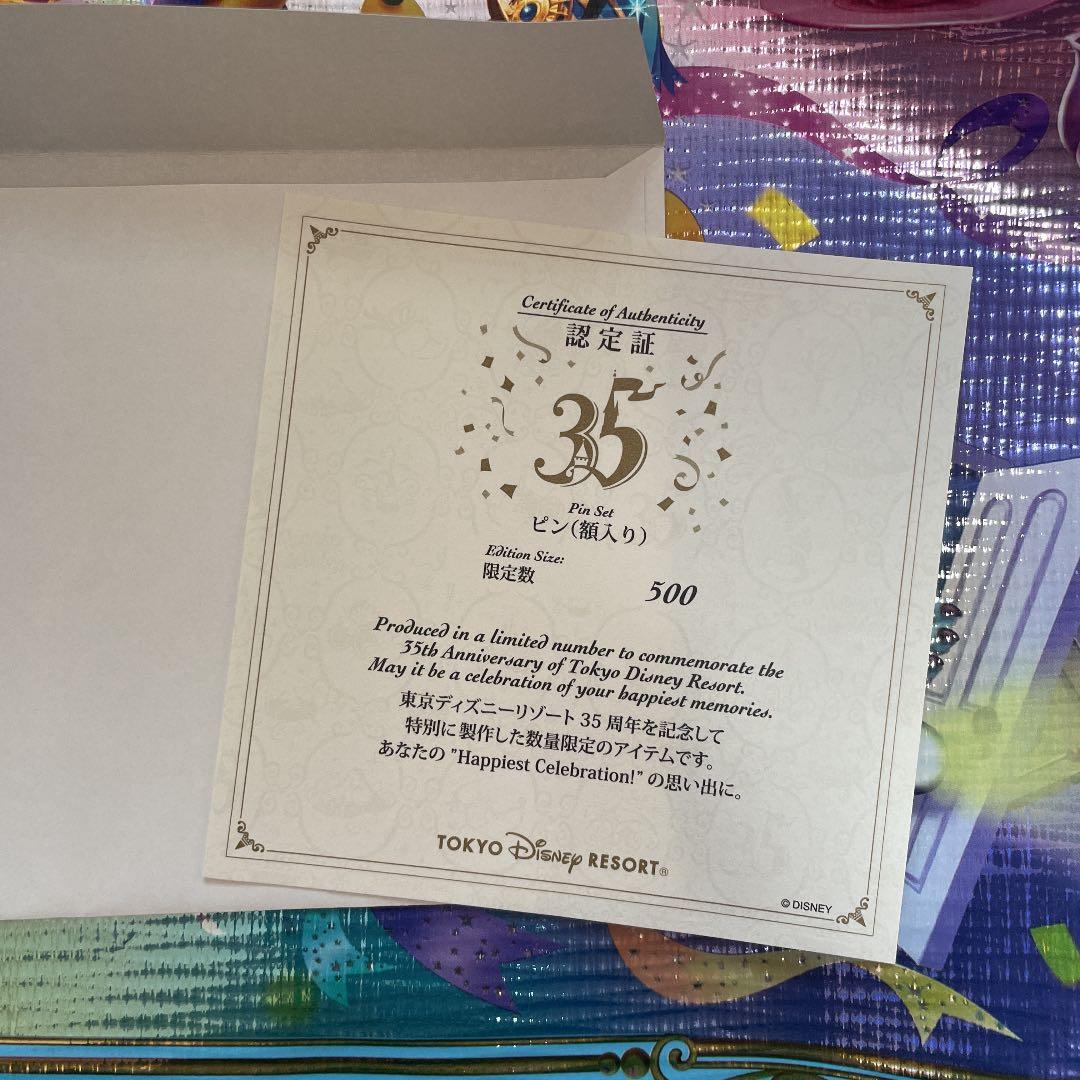 Certificate of Authenticity
認定証
35
Pin Set
ピン(額入り)
Edition Size:
限定数
500
Produced in a limited number to commemorate the
35th Anniversary of Tokyo Disney Resort.
May it be a celebration of your happiest memories.
東京ディズニーリゾート 35 周年を記念して
特別に製作した数量限定のアイテムです。
あなたの "Happiest Celebration!" の思い出に。
TOKYO Disney RESORT®
© DISNEY